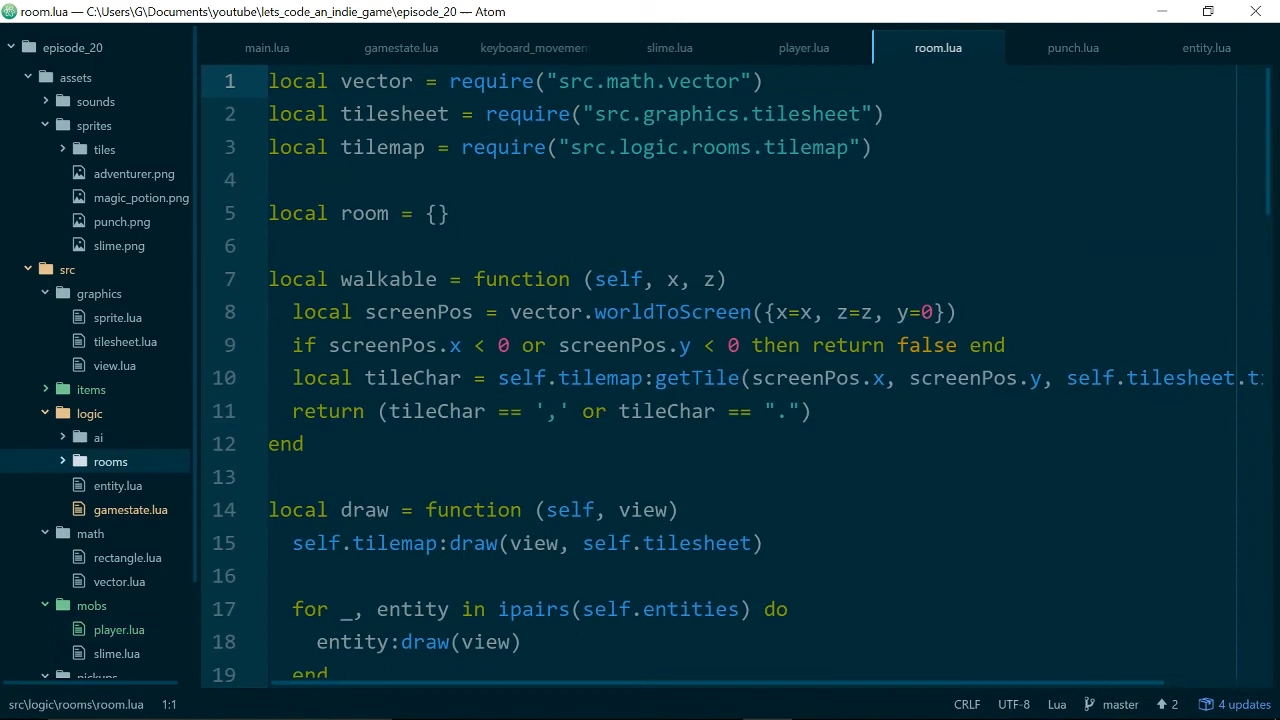 room.lua — C:\Users\G\Documents\youtube\lets_code_an_indie_game\episode_20 — Atom
episode_20
assets
sounds
sprites
tiles
adventurer.png
magic_potion.png
punch.png
slime.png
src
graphics
sprite.lua
tilesheet.lua
view.lua
items
logic
ai
rooms
entity.lua
gamestate.lua
math
rectangle.lua
vector.lua
mobs
player.lua
slime.lua
pickups
main.lua
gamestate.lua
keyboard_movemen
slime.lua
player.lua
room.lua
punch.lua
entity.lua
1 local vector = require("src.math.vector")
2 local tilesheet = require("src.graphics.tilesheet")
3 local tilemap = require("src.logic.rooms.tilemap")
4
5 local room = {}
6
7 local walkable = function (self, x, z)
8 local screenPos = vector.worldToScreen({x=x, z=z, y=0})
9 if screenPos.x < 0 or screenPos.y < 0 then return false end
10 local tileChar = self.tilemap:getTile(screenPos.x, screenPos.y, self.tilesheet.ti
11 return (tileChar == ',' or tileChar == ".")
12 end
13
14 local draw = function (self, view)
15 self.tilemap:draw(view, self.tilesheet)
16
17 for _, entity in ipairs(self.entities) do
18 entity:draw(view)
19 end
src\logic\rooms\room.lua 1:1
CRLF UTF-8 Lua master 2 4 updates